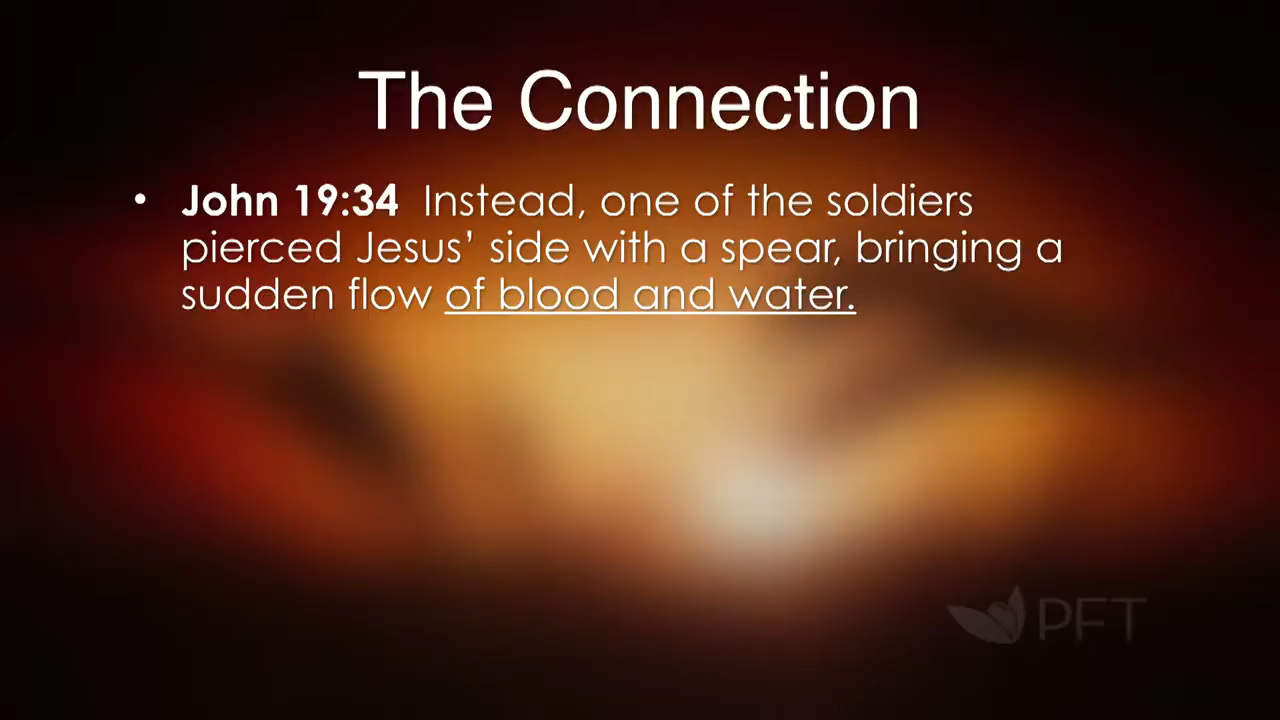 The Connection
• John 19:34 Instead, one of the soldiers
pierced Jesus’ side with a spear, bringing a
sudden flow of blood and water.
PFT